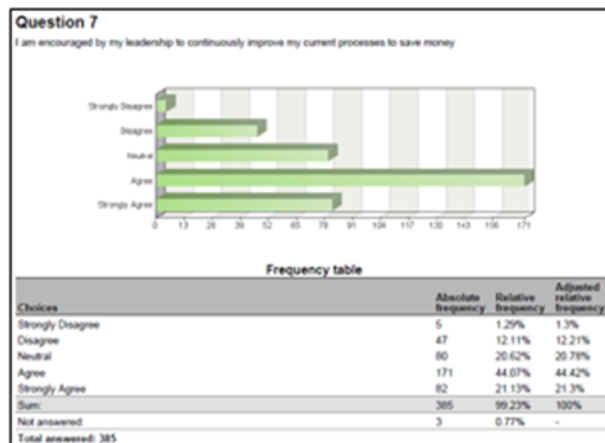 Question 7
I am encouraged by my leadership to continuously improve my current processes to save money
Strongly Disagree
Disagree
Neutral
Agree
Strongly Agree
0 13 26 39 52 65 78 91 104 117 130 143 156 171
Frequency table
Choices Absolute frequency Relative frequency Adjusted relative frequency
Strongly Disagree 5 1.29% 1.3%
Disagree 47 12.11% 12.21%
Neutral 80 20.62% 20.78%
Agree 171 44.07% 44.42%
Strongly Agree 82 21.13% 21.3%
Sum: 385 99.23% 100%
Not answered: 3 0.77% -
Total answered: 385